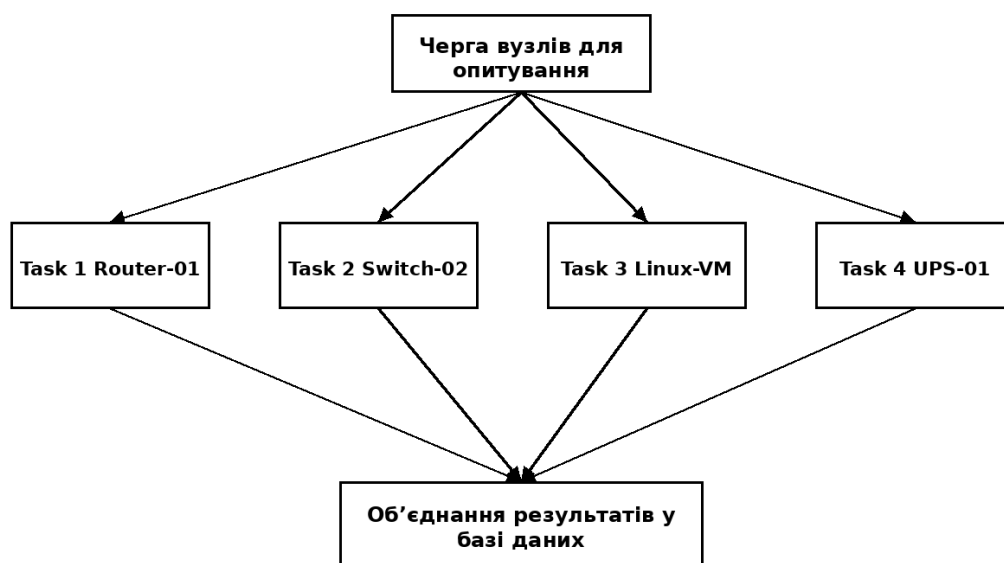 Черга вузлів для
опитування
Task 1 Router-01
Task 2 Switch-02
Task 3 Linux-VM
Task 4 UPS-01
Об’єднання результатів у
базі даних